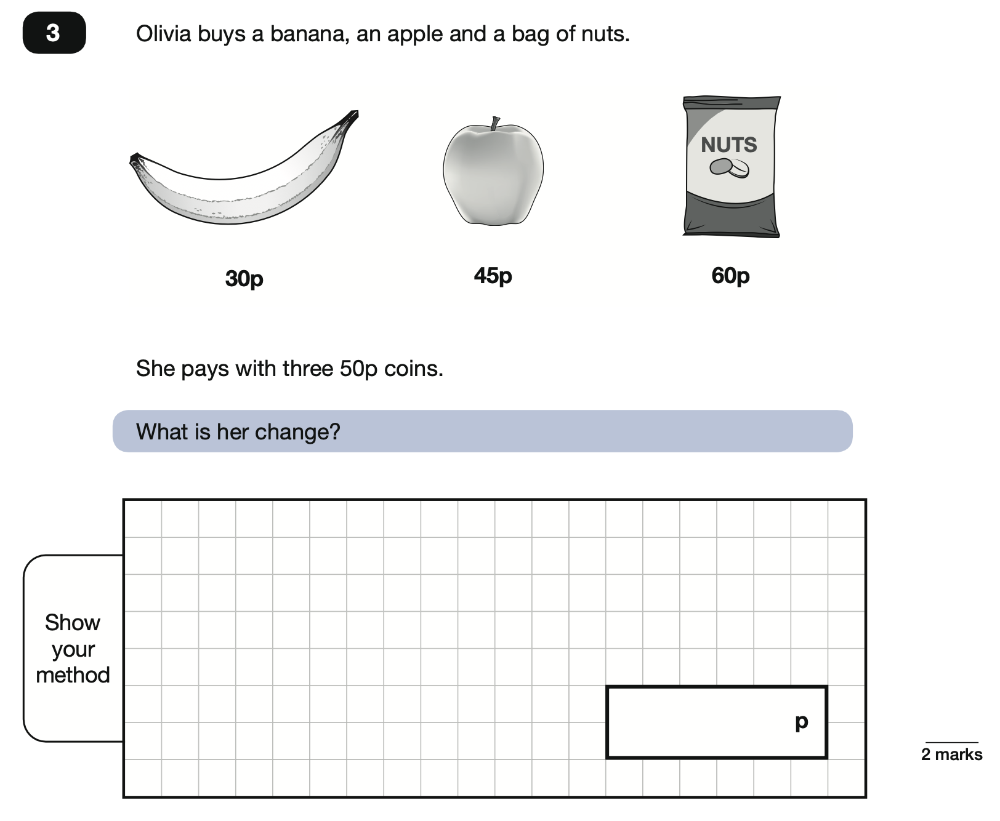 3
Olivia buys a banana, an apple and a bag of nuts.
NUTS
30p
45p
60p
She pays with three 50p coins.
What is her change?
Show
your
method
p
2 marks